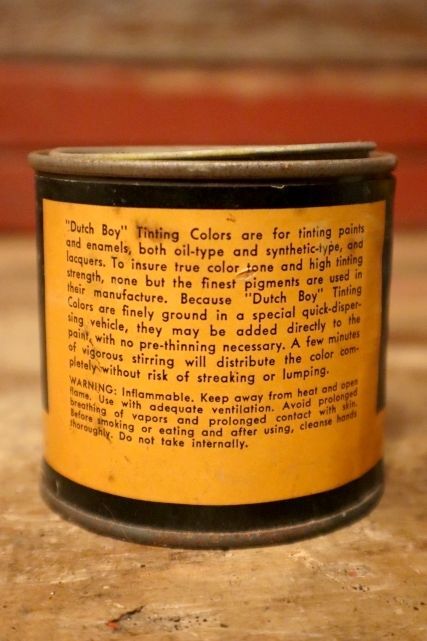 "Dutch Boy" Tinting Colors are for tinting paints
and enamels, both oil-type and synthetic-type, and
lacquers. To insure true color tone and high tinting
strength, none but the finest pigments are used in
their manufacture. Because "Dutch Boy" Tinting
Colors are finely ground in a special quick-disper-
sing vehicle, they may be added directly to the
paint, with no pre-thinning necessary. A few minutes
of vigorous stirring will distribute the color com-
pletely without risk of streaking or lumping.
WARNING: Inflammable. Keep away from heat and open
flame. Use with adequate ventilation. Avoid prolonged
breathing of vapors and prolonged contact with skin.
Before smoking or eating and after using, cleanse hands
thoroughly. Do not take internally.